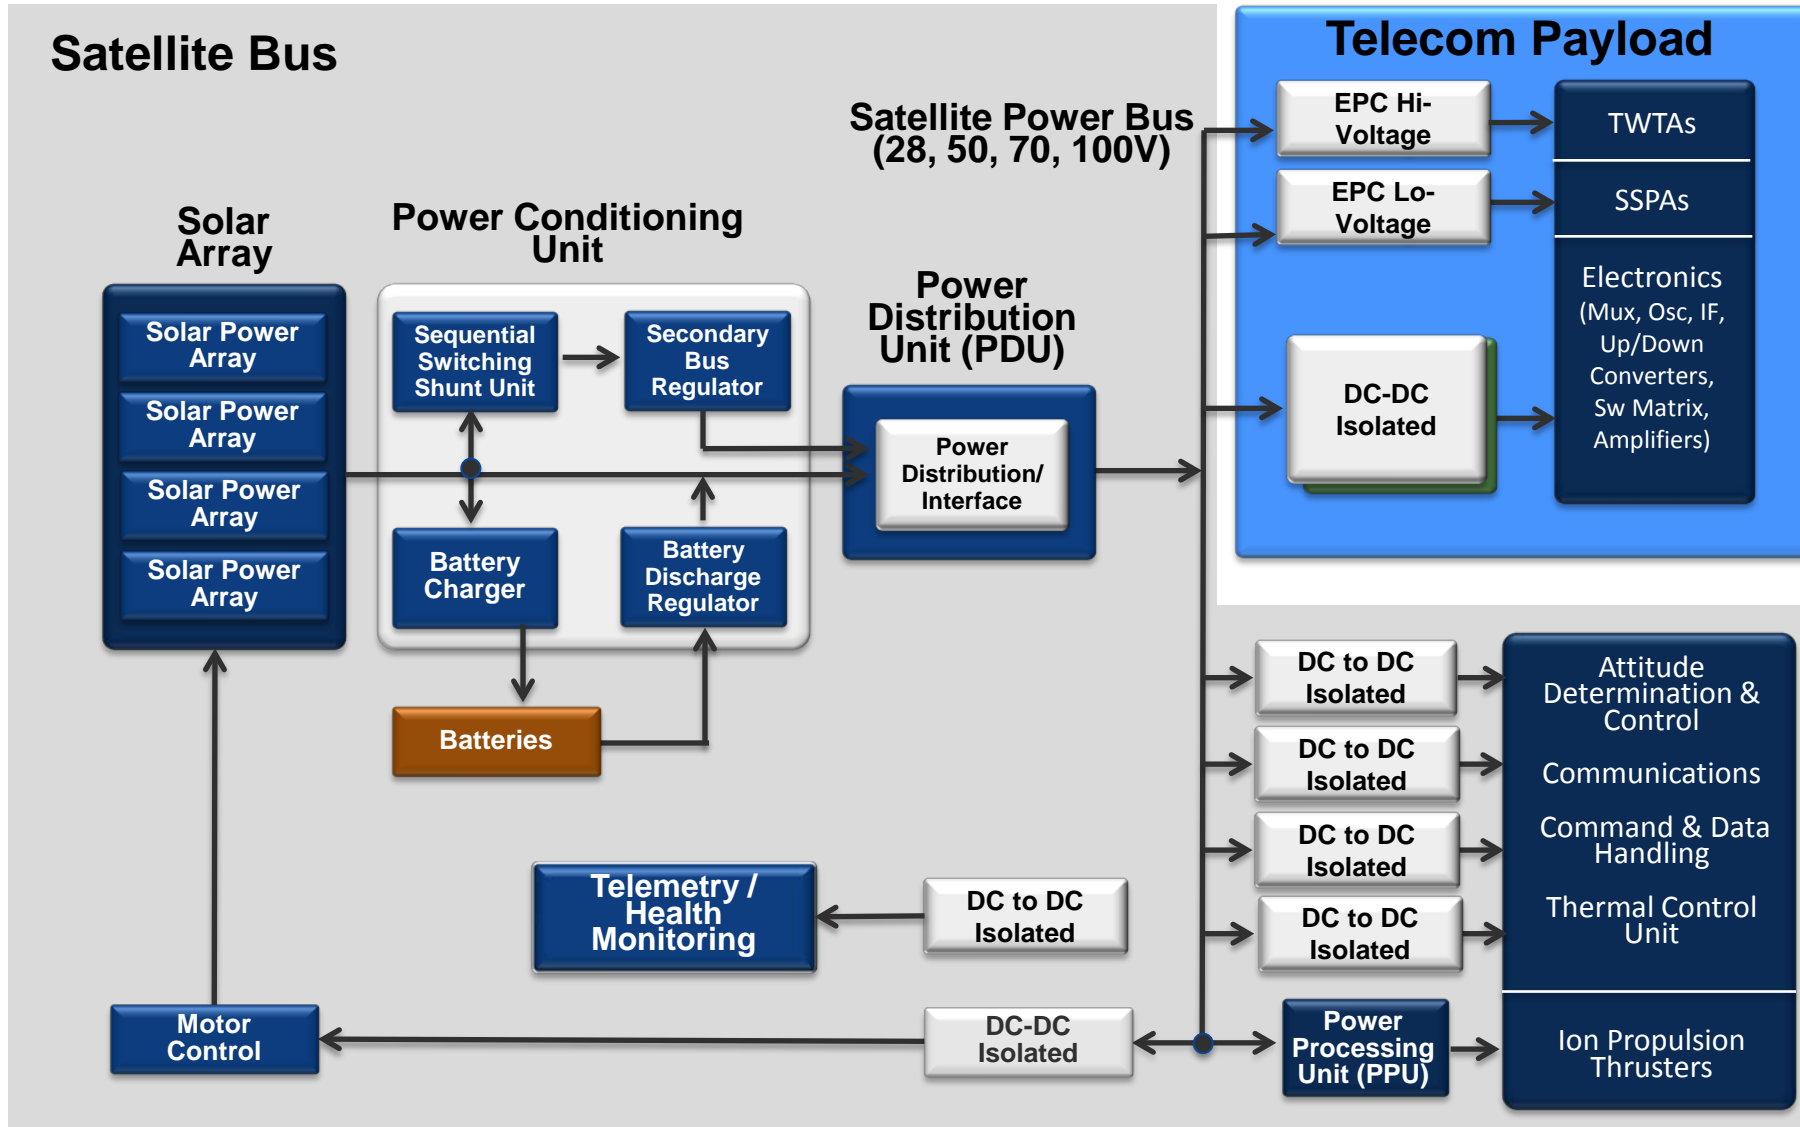 Satellite Bus
Telecom Payload
Satellite Power Bus
(28, 50, 70, 100V)
EPC Hi-
Voltage
TWTAs
EPC Lo-
Voltage
SSPAs
DC-DC
Isolated
Electronics
(Mux, Osc, IF,
Up/Down
Converters,
Sw Matrix,
Amplifiers)
Solar
Array
Solar Power
Array
Solar Power
Array
Solar Power
Array
Solar Power
Array
Power Conditioning
Unit
Sequential
Switching
Shunt Unit
Secondary
Bus
Regulator
Battery
Charger
Battery
Discharge
Regulator
Batteries
Power
Distribution
Unit (PDU)
Power
Distribution/
Interface
DC to DC
Isolated
DC to DC
Isolated
DC to DC
Isolated
DC to DC
Isolated
Attitude
Determination &
Control
Communications
Command & Data
Handling
Thermal Control
Unit
Telemetry /
Health
Monitoring
DC to DC
Isolated
Motor
Control
DC-DC
Isolated
Power
Processing
Unit (PPU)
Ion Propulsion
Thrusters